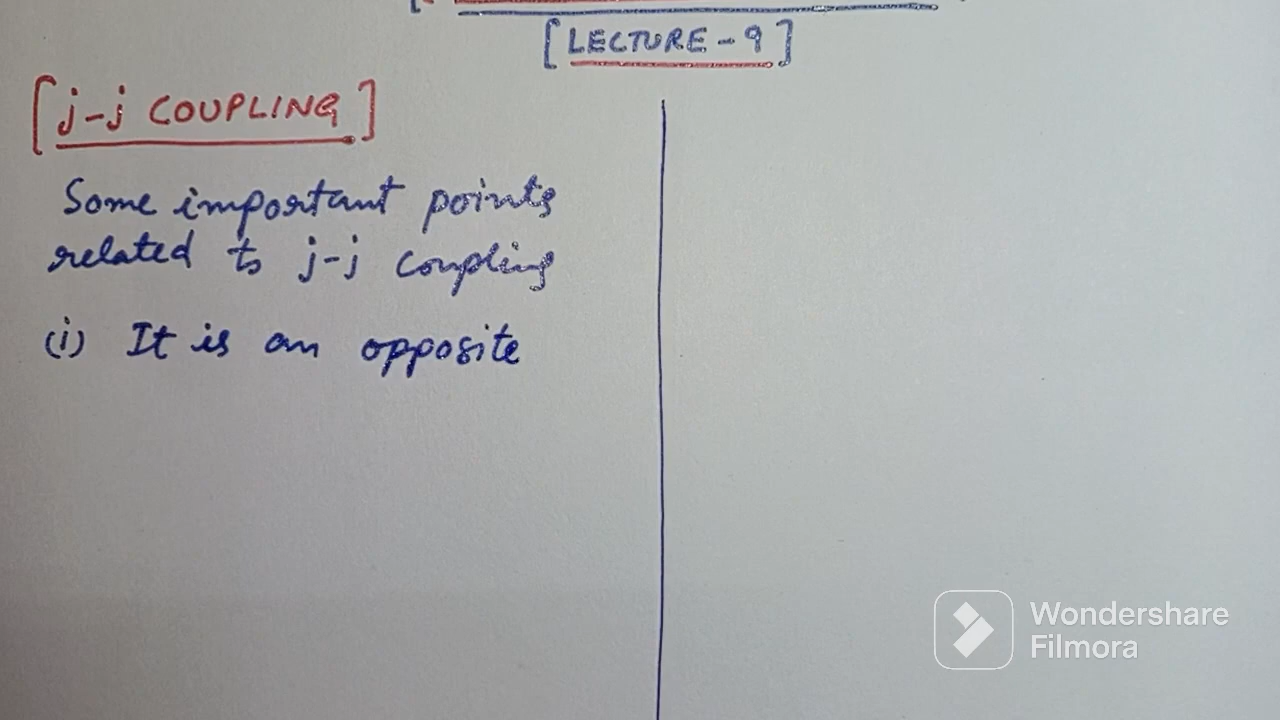 [LECTURE-9]
[j-j COUPLING]
Some important points
related to j-j coupling
(i) It is an opposite
Wondershare
Filmora